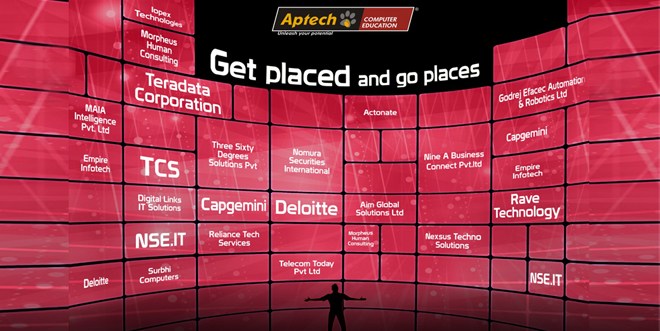 Aptech
COMPUTER
EDUCATION
®
Unleash your potential
Get placed and go places
Iopex
Technologies
Morpheus
Human
Consulting
Teradata
Corporation
MAIA
Intelligence
Pvt. Ltd
Empire
Infotech
TCS
Digital Links
IT Solutions
NSE.IT
Deloitte
Surbhi
Computers
Three Sixty
Degrees
Solutions Pvt
Capgemini
Reliance Tech
Services
Nomura
Securities
International
Deloitte
Telecom Today
Pvt Ltd
Actonate
Aim Global
Solutions Ltd
Morpheus
Human
Consulting
Nine A Business
Connect Pvt.ltd
Nexsus Techno
Solutions
Godrej Efacec Automation
& Robotics Ltd
Capgemini
Empire
Infotech
Rave
Technology
NSE.IT